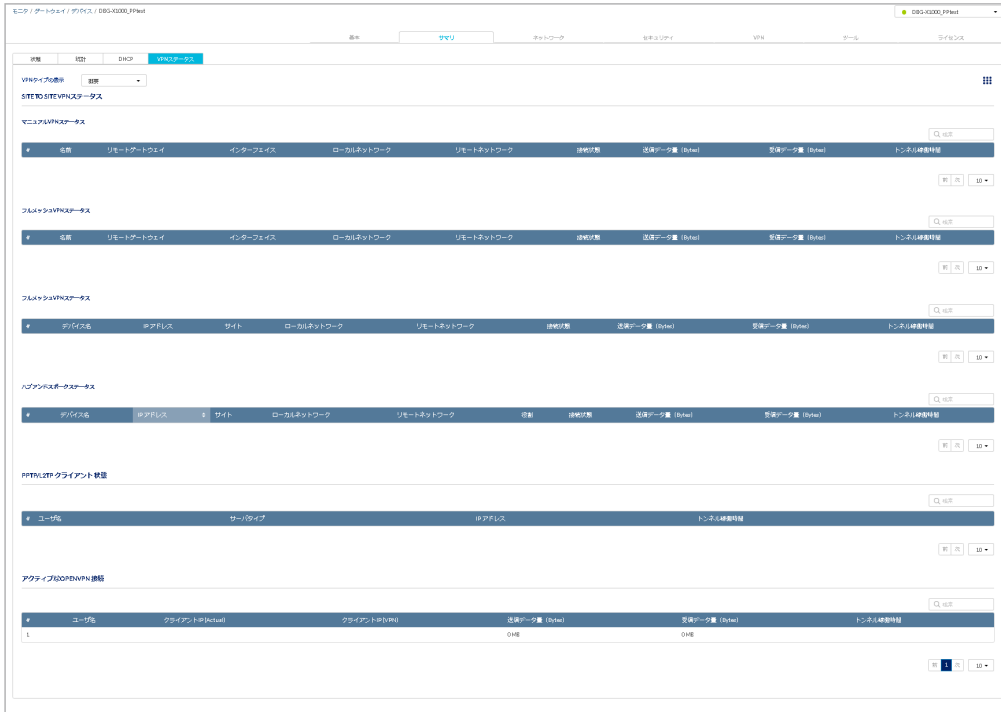 モニタ / ゲートウェイ / デバイス / DBG-X1000_PPtest
DBG-X1000_PPtest
基本 サマリ ネットワーク セキュリティ VPN ツール ライセンス
状態 統計 DHCP VPNステータス
VPNタイプの表示 概要
SITE TO SITE VPNステータス
マニュアルVPNステータス
検索
# 名前 リモートゲートウェイ インターフェイス ローカルネットワーク リモートネットワーク 接続状態 送信データ量 (Bytes) 受信データ量 (Bytes) トンネル稼働時間
前 次 10
フルメッシュVPNステータス
検索
# 名前 リモートゲートウェイ インターフェイス ローカルネットワーク リモートネットワーク 接続状態 送信データ量 (Bytes) 受信データ量 (Bytes) トンネル稼働時間
前 次 10
フルメッシュVPNステータス
検索
# デバイス名 IPアドレス サイト ローカルネットワーク リモートネットワーク 接続状態 送信データ量 (Bytes) 受信データ量 (Bytes) トンネル稼働時間
前 次 10
ハブアンドスポークステータス
検索
# デバイス名 IPアドレス サイト ローカルネットワーク リモートネットワーク 役割 接続状態 送信データ量 (Bytes) 受信データ量 (Bytes) トンネル稼働時間
前 次 10
PPTP/L2TP クライアント 状態
検索
# ユーザ名 サーバタイプ IPアドレス トンネル稼働時間
前 次 10
アクティブなOPENVPN 接続
検索
# ユーザ名 クライアントIP(Actual) クライアントIP(VPN) 送信データ量 (Bytes) 受信データ量 (Bytes) トンネル稼働時間
1 0 MB 0 MB
前 1 次 10